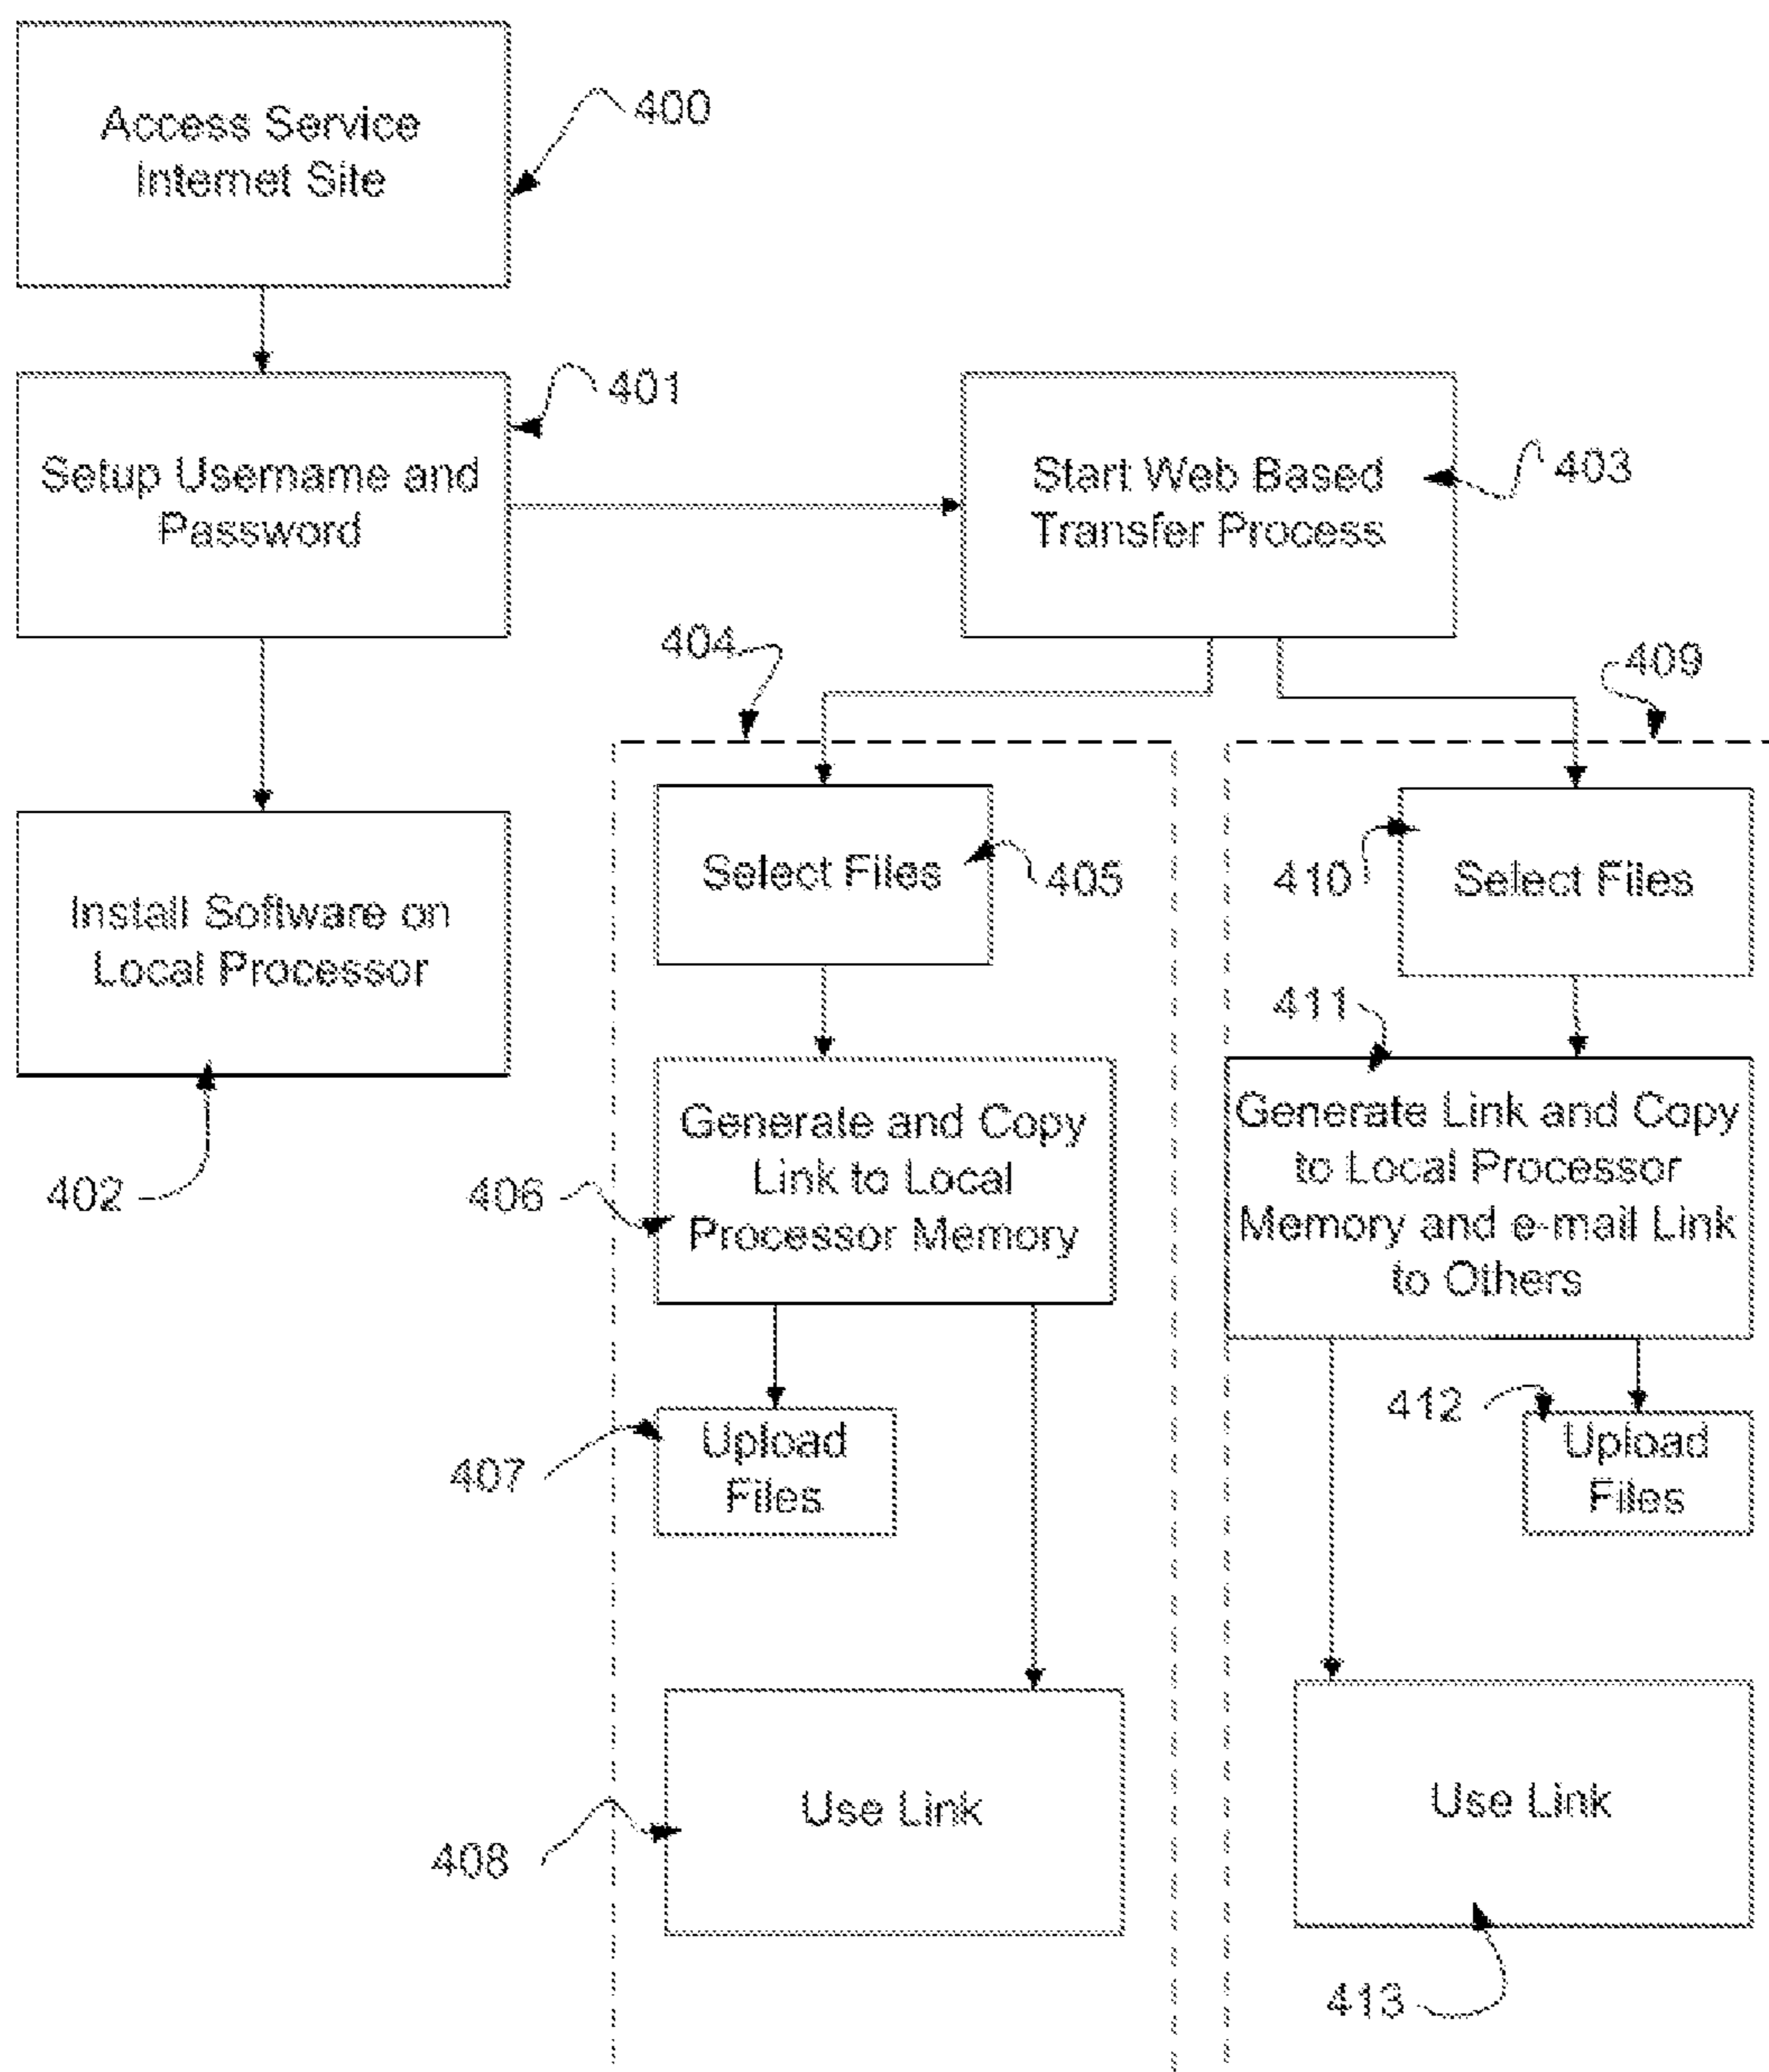 Access Service
Internet Site
400
401
Setup Username and
Password
Start Web Based
Transfer Process
403
404
409
Install Software on
Local Processor
402
Select Files
405
410
Select Files
411
406
Generate and Copy
Link to Local
Processor Memory
Generate Link and Copy
to Local Processor
Memory and e-mail Link
to Others
407
Upload
Files
412
Upload
Files
408
Use Link
Use Link
413